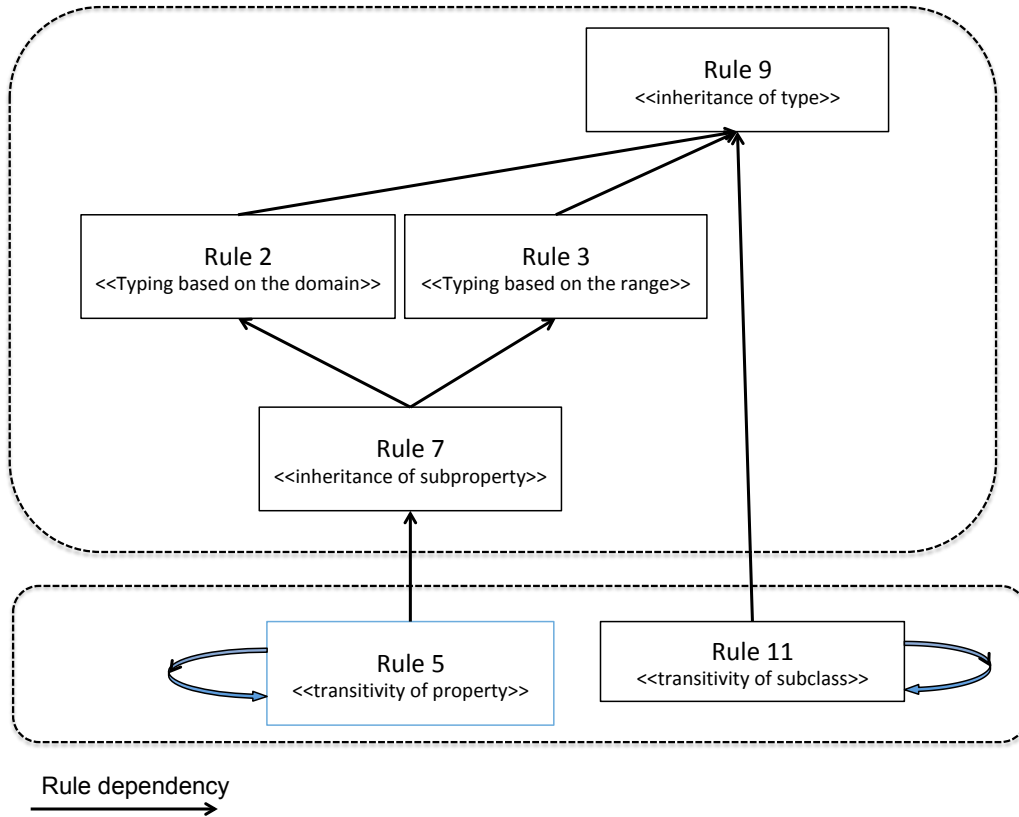 Rule 9
<<inheritance of type>>
Rule 2
<<Typing based on the domain>>
Rule 3
<<Typing based on the range>>
Rule 7
<<inheritance of subproperty>>
Rule 5
<<transitivity of property>>
Rule 11
<<transitivity of subclass>>
Rule dependency